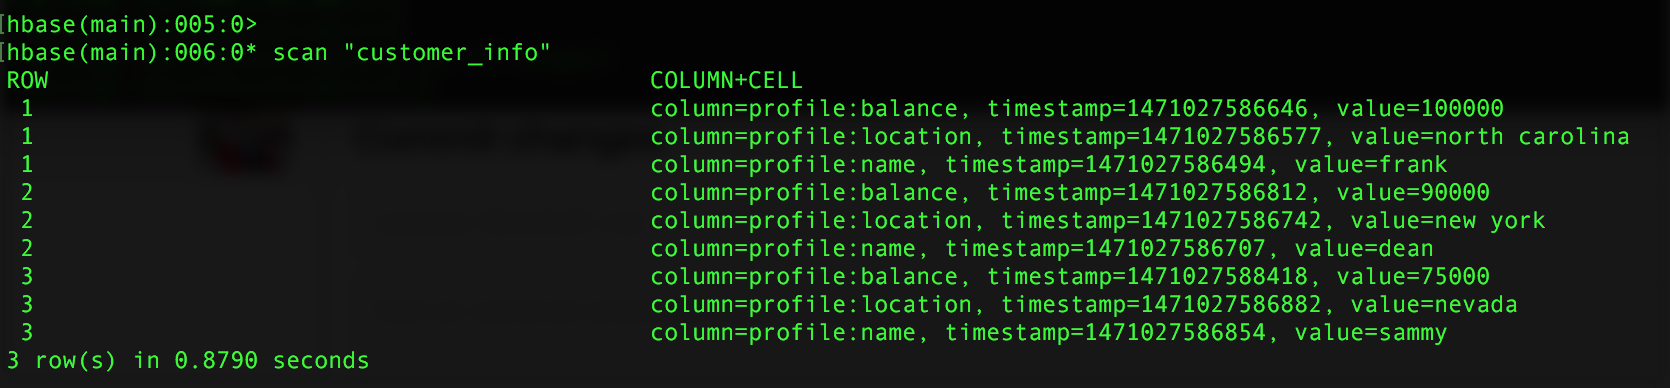 [hbase(main):005:0>
[hbase(main):006:0* scan "customer_info"
ROW COLUMN+CELL
1 column=profile:balance, timestamp=1471027586646, value=100000
1 column=profile:location, timestamp=1471027586577, value=north carolina
1 column=profile:name, timestamp=1471027586494, value=frank
2 column=profile:balance, timestamp=1471027586812, value=90000
2 column=profile:location, timestamp=1471027586742, value=new york
2 column=profile:name, timestamp=1471027586707, value=dean
3 column=profile:balance, timestamp=1471027588418, value=75000
3 column=profile:location, timestamp=1471027586882, value=nevada
3 column=profile:name, timestamp=1471027586854, value=sammy
3 row(s) in 0.8790 seconds